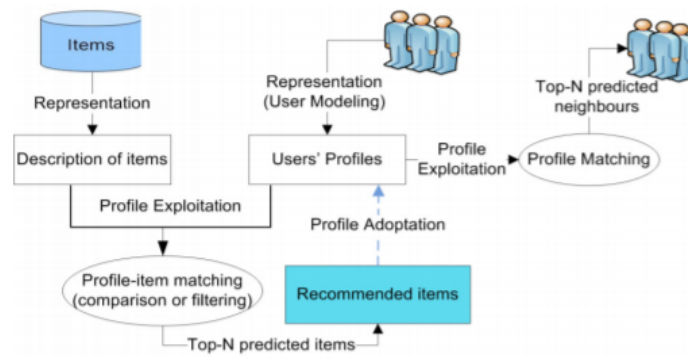 Items
Representation
Description of items
Representation
(User Modeling)
Users' Profiles
Profile
Exploitation
Top-N predicted
neighbours
Profile Matching
Profile Exploitation
Profile Adoptation
Profile-item matching
(comparison or filtering)
Recommended items
Top-N predicted items